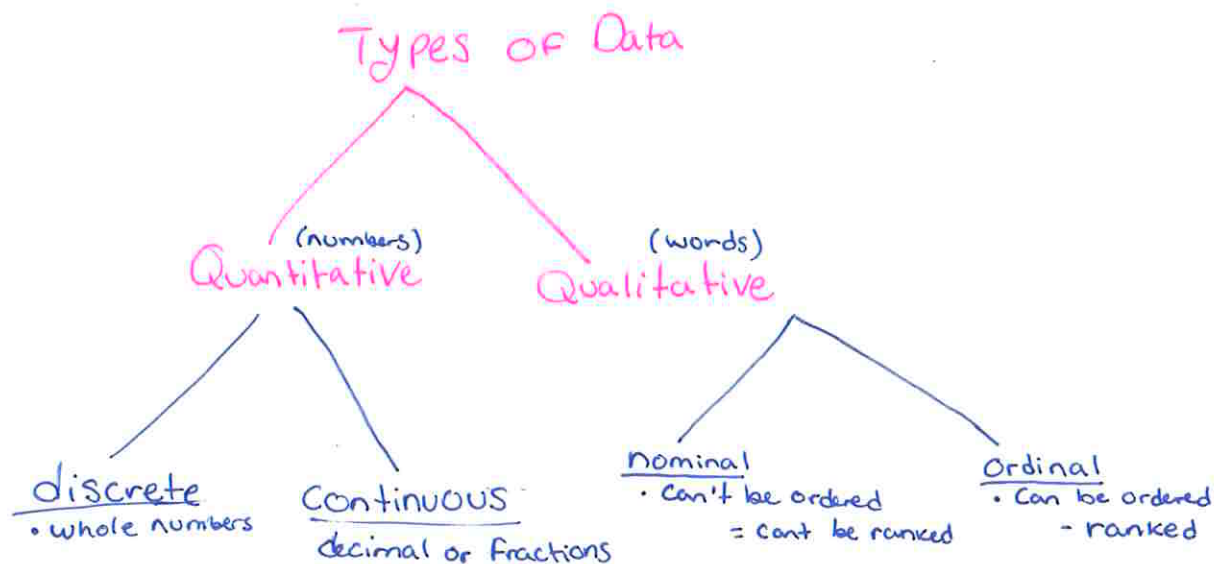 Types of Data
(numbers)
Quantitative
(words)
Qualitative
discrete
• whole numbers
continuous
decimal or fractions
nominal
• can't be ordered
= cant be ranked
ordinal
• Can be ordered
- ranked